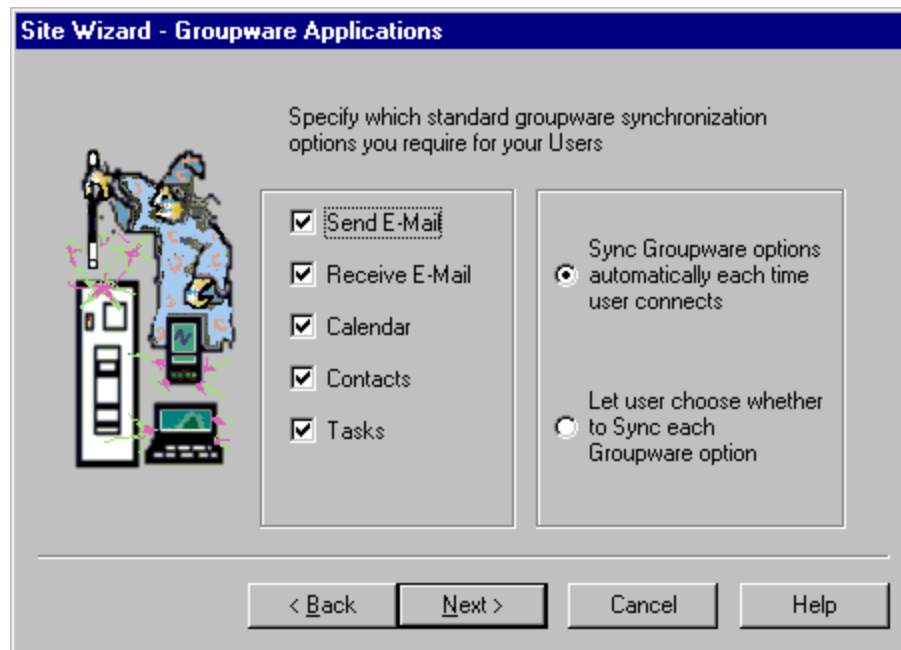 Site Wizard - Groupware Applications
Specify which standard groupware synchronization
options you require for your Users
Send E-Mail
Receive E-Mail
Calendar
Contacts
Tasks
Sync Groupware options
automatically each time
user connects
Let user choose whether
to Sync each
Groupware option
< Back
Next >
Cancel
Help